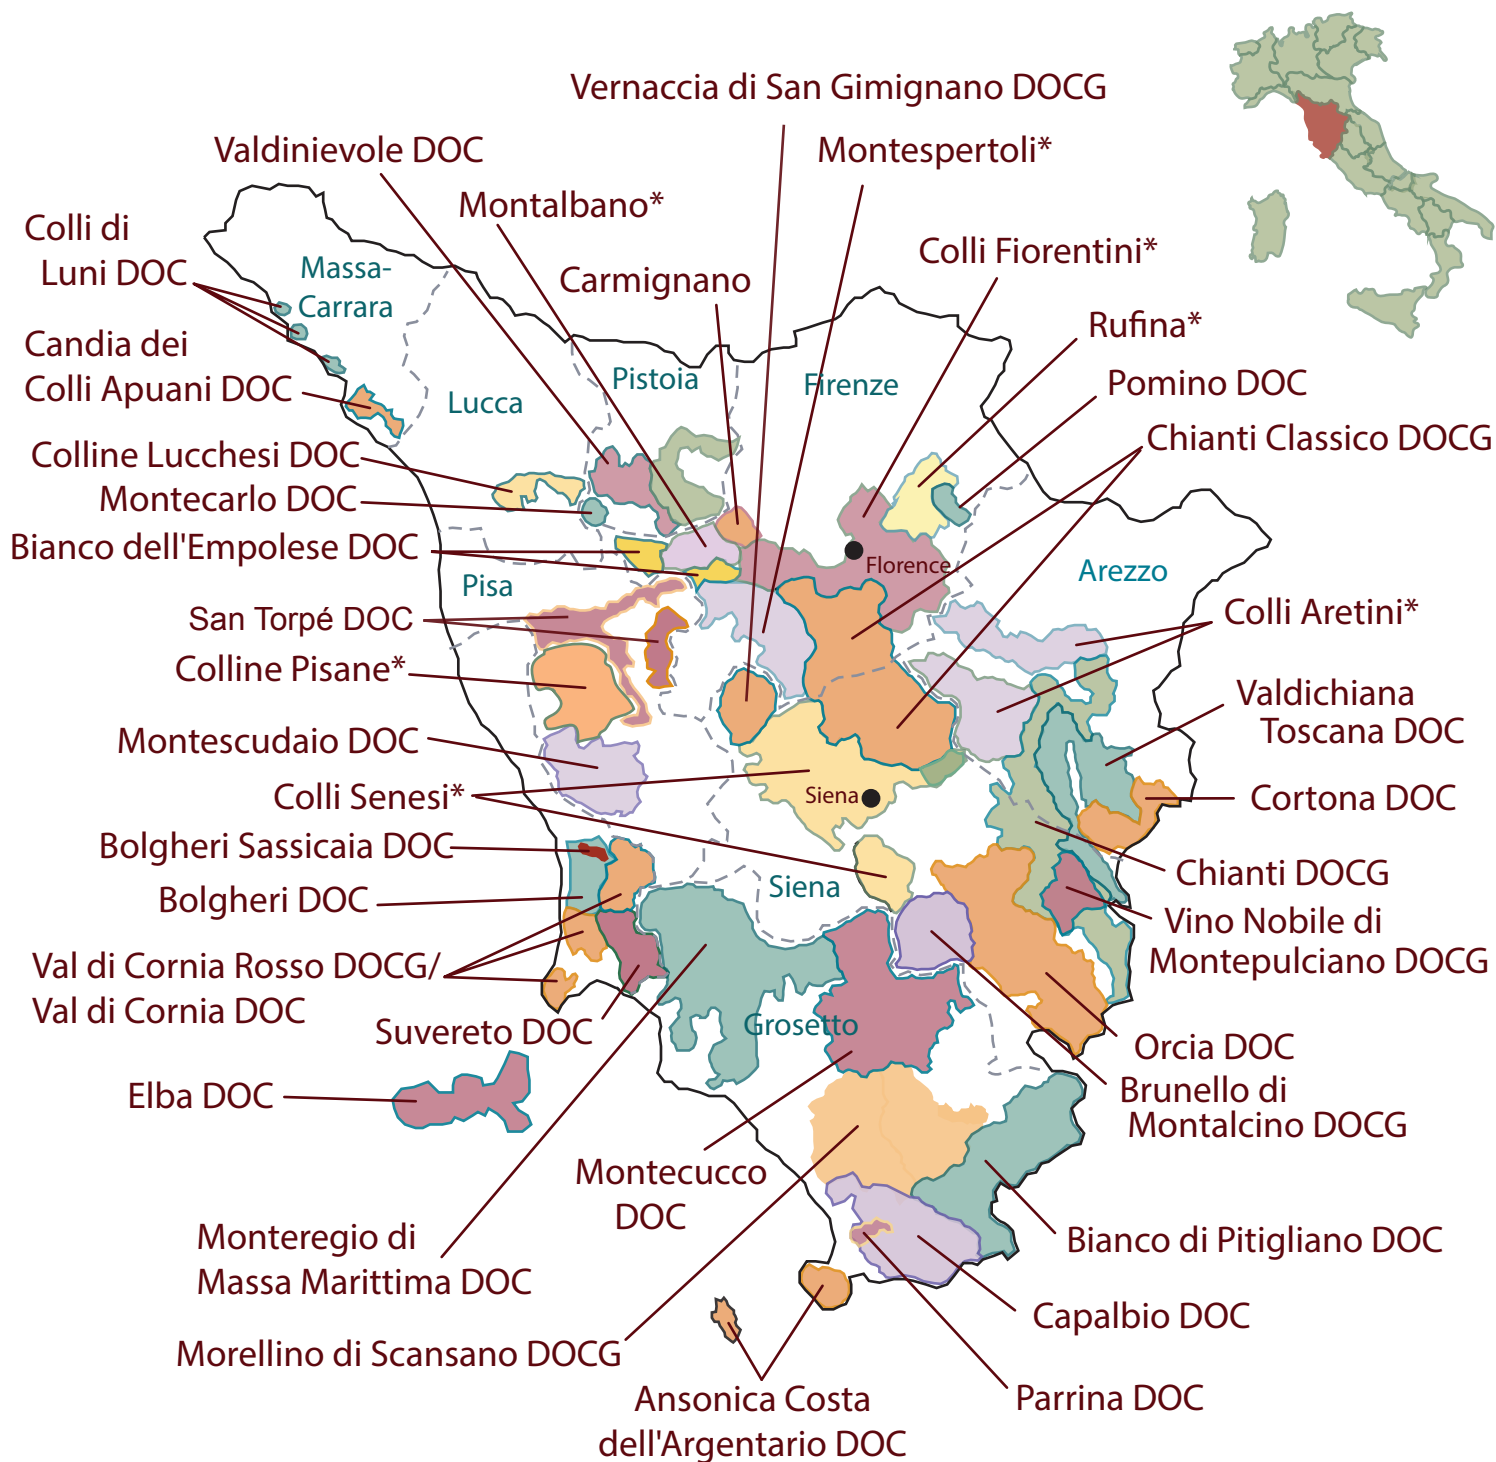 Vernaccia di San Gimignano DOCG
Valdinievole DOC
Montespertoli*
Montalbano*
Colli di
Luni DOC
Massa-
Carrara
Carmignano
Colli Fiorentini*
Rufina*
Candia dei
Colli Apuani DOC
Lucca
Pistoia
Firenze
Pomino DOC
Chianti Classico DOCG
Colline Lucchesi DOC
Montecarlo DOC
Bianco dell'Empolese DOC
Pisa
Florence
Arezzo
San Torpé DOC
Colli Aretini*
Colline Pisane*
Valdichiana
Toscana DOC
Montescudaio DOC
Colli Senesi*
Siena
Cortona DOC
Bolgheri Sassicaia DOC
Bolgheri DOC
Siena
Chianti DOCG
Vino Nobile di
Montepulciano DOCG
Val di Cornia Rosso DOCG/
Val di Cornia DOC
Suvereto DOC
Grosetto
Orcia DOC
Elba DOC
Brunello di
Montalcino DOCG
Montecucco
DOC
Monteregio di
Massa Marittima DOC
Bianco di Pitigliano DOC
Capalbio DOC
Morellino di Scansano DOCG
Ansonica Costa
dell'Argentario DOC
Parrina DOC